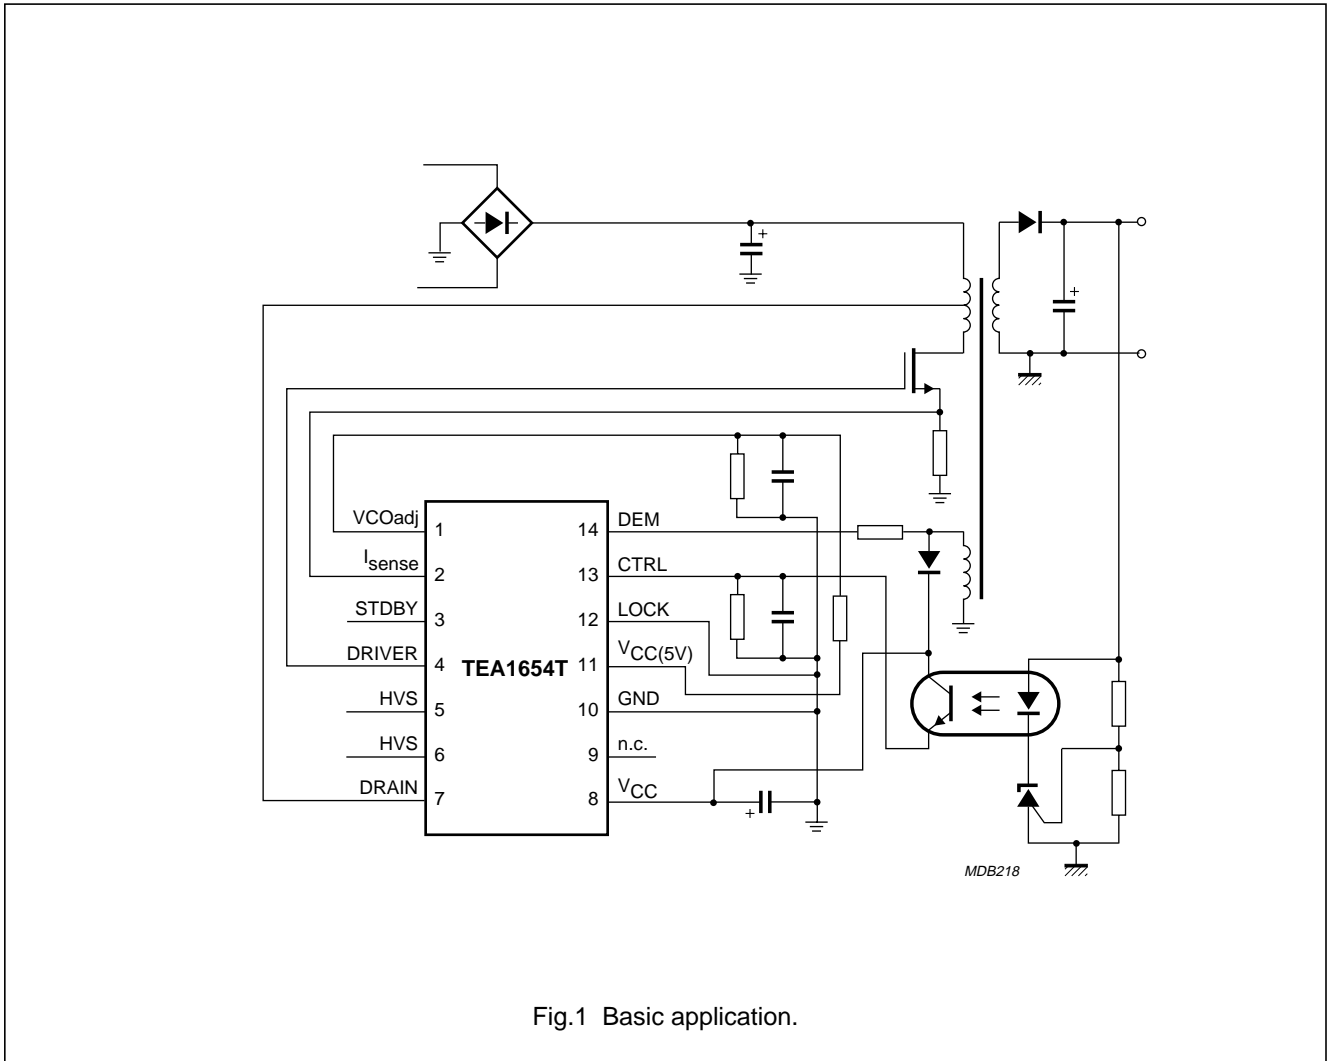 +
+
VCOadj 1
Isense 2
STDBY 3
DRIVER 4
HVS 5
HVS 6
DRAIN 7
TEA1654T
14 DEM
13 CTRL
12 LOCK
11 VCC(5V)
10 GND
9 n.c.
8 VCC
+
MDB218
Fig.1 Basic application.